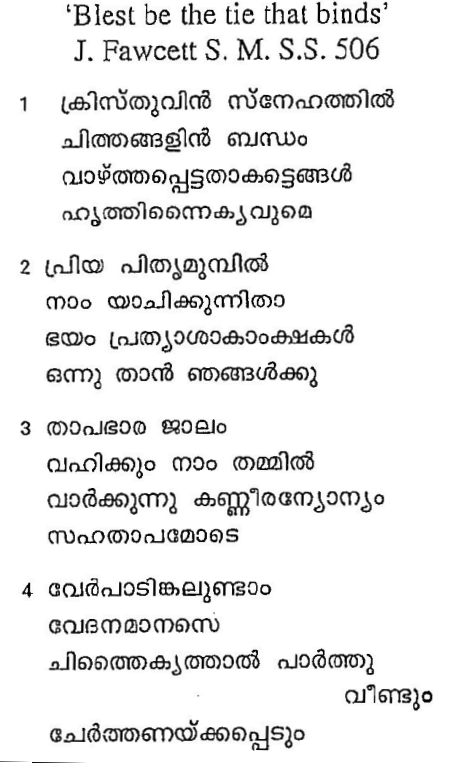 'Blest be the tie that binds'
J. Fawcett S. M. S.S. 506
1 ക്രിസ്തുവിൻ സ്നേഹത്തിൽ
ചിത്തങ്ങളിൻ ബന്ധം
വാഴ്ത്തപ്പെട്ടതാകട്ടെങ്ങൾ
ഹൃത്തിന്നൈക്യവുമെ
2 പ്രിയ പിതൃമുമ്പിൽ
നാം യാചിക്കുന്നിതാ
ഭയം പ്രത്യാശാകാംക്ഷകൾ
ഒന്നു താൻ ഞങ്ങൾക്കു
3 താപഭാര ജാലം
വഹിക്കും നാം തമ്മിൽ
വാർക്കുന്നു കണ്ണീരന്യോന്യം
സഹതാപമോടെ
4 വേർപാടിങ്കലുണ്ടാം
വേദനമാനസെ
ചിത്തൈക്യത്താൽ പാർത്തു
വീണ്ടും
ചേർത്തണയ്ക്കപ്പെടും